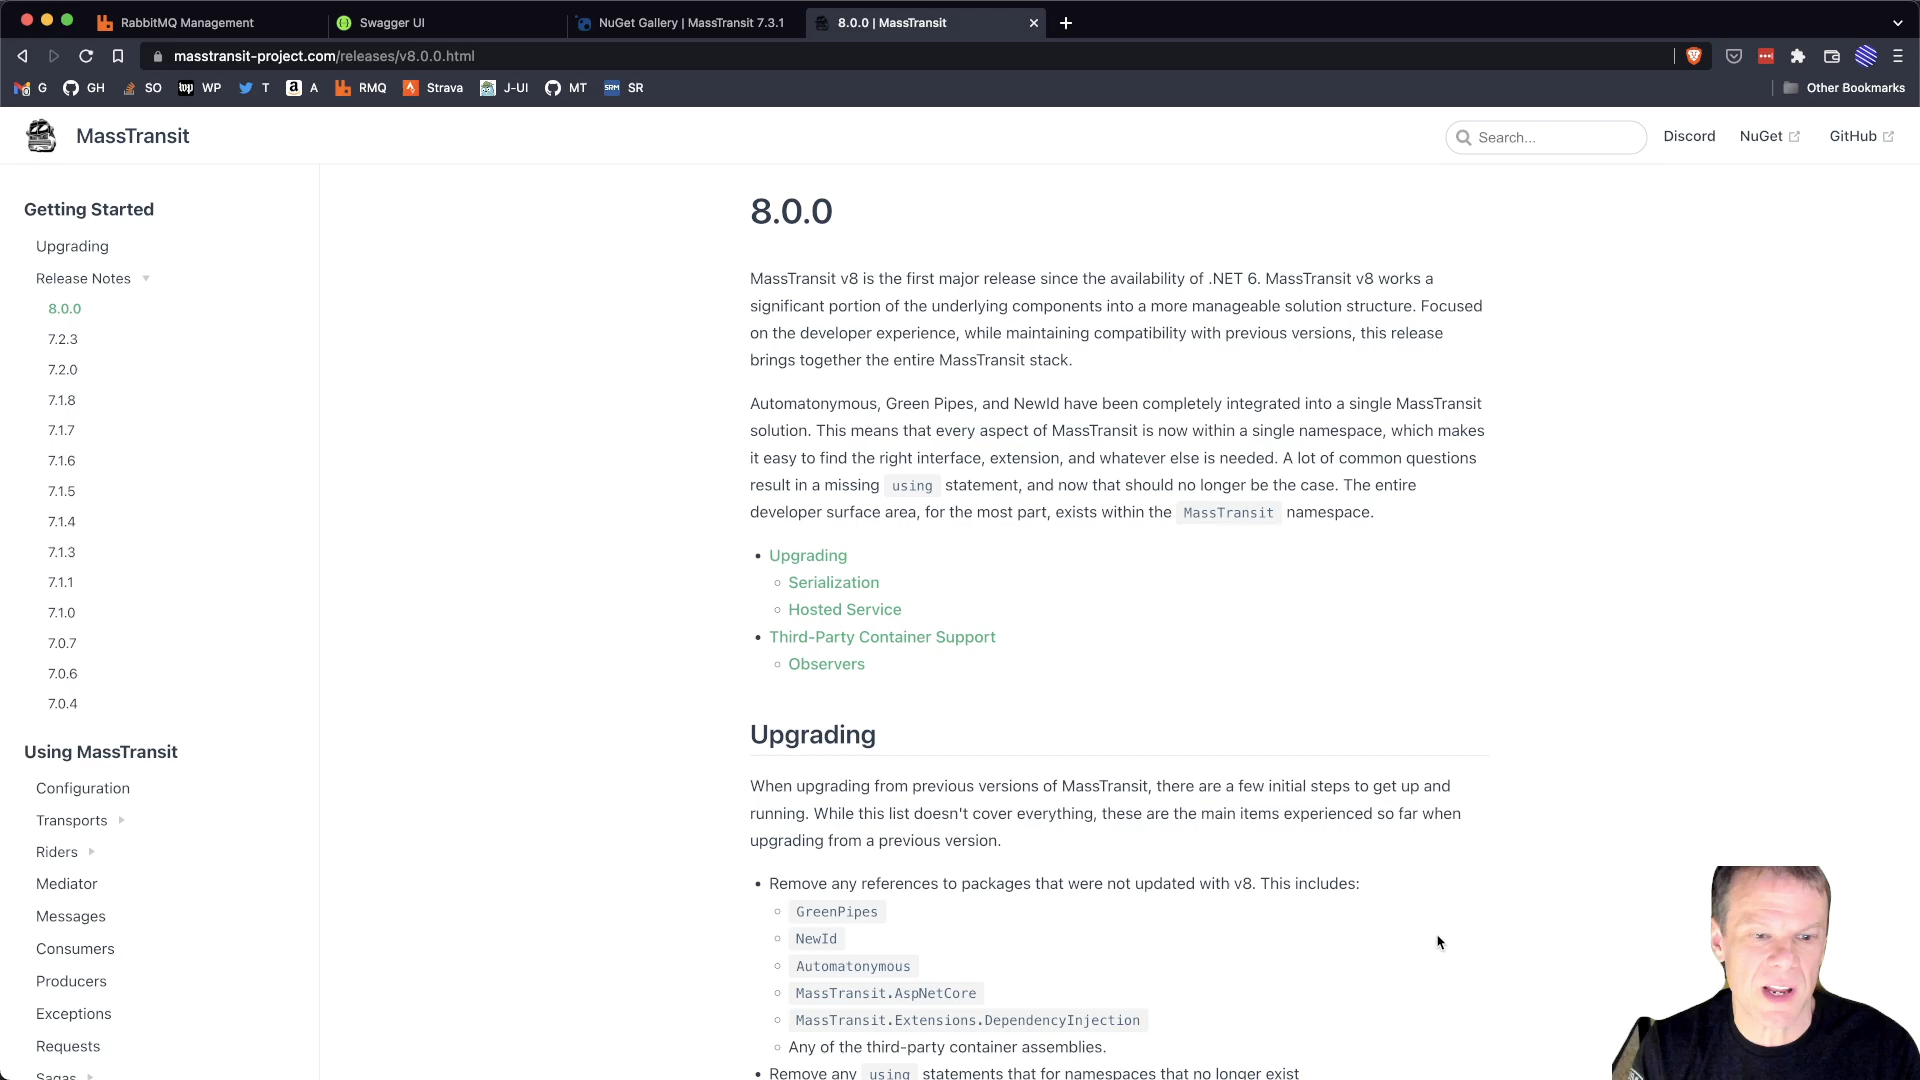 RabbitMQ Management
Swagger UI
NuGet Gallery | MassTransit 7.3.1
8.0.0 | MassTransit
masstransit-project.com/releases/v8.0.0.html
G
GH
SO
WP
T
A
RMQ
Strava
J-UI
MT
SR
Other Bookmarks
MassTransit
Search...
Discord
NuGet
GitHub
Getting Started
Upgrading
Release Notes
8.0.0
7.2.3
7.2.0
7.1.8
7.1.7
7.1.6
7.1.5
7.1.4
7.1.3
7.1.1
7.1.0
7.0.7
7.0.6
7.0.4
Using MassTransit
Configuration
Transports
Riders
Mediator
Messages
Consumers
Producers
Exceptions
Requests
Sagas
8.0.0
MassTransit v8 is the first major release since the availability of .NET 6. MassTransit v8 works a
significant portion of the underlying components into a more manageable solution structure. Focused
on the developer experience, while maintaining compatibility with previous versions, this release
brings together the entire MassTransit stack.
Automatonymous, Green Pipes, and NewId have been completely integrated into a single MassTransit
solution. This means that every aspect of MassTransit is now within a single namespace, which makes
it easy to find the right interface, extension, and whatever else is needed. A lot of common questions
result in a missing using statement, and now that should no longer be the case. The entire
developer surface area, for the most part, exists within the MassTransit namespace.
• Upgrading
◦ Serialization
◦ Hosted Service
• Third-Party Container Support
◦ Observers
Upgrading
When upgrading from previous versions of MassTransit, there are a few initial steps to get up and
running. While this list doesn't cover everything, these are the main items experienced so far when
upgrading from a previous version.
• Remove any references to packages that were not updated with v8. This includes:
◦ GreenPipes
◦ NewId
◦ Automatonymous
◦ MassTransit.AspNetCore
◦ MassTransit.Extensions.DependencyInjection
◦ Any of the third-party container assemblies.
• Remove any using statements that for namespaces that no longer exist